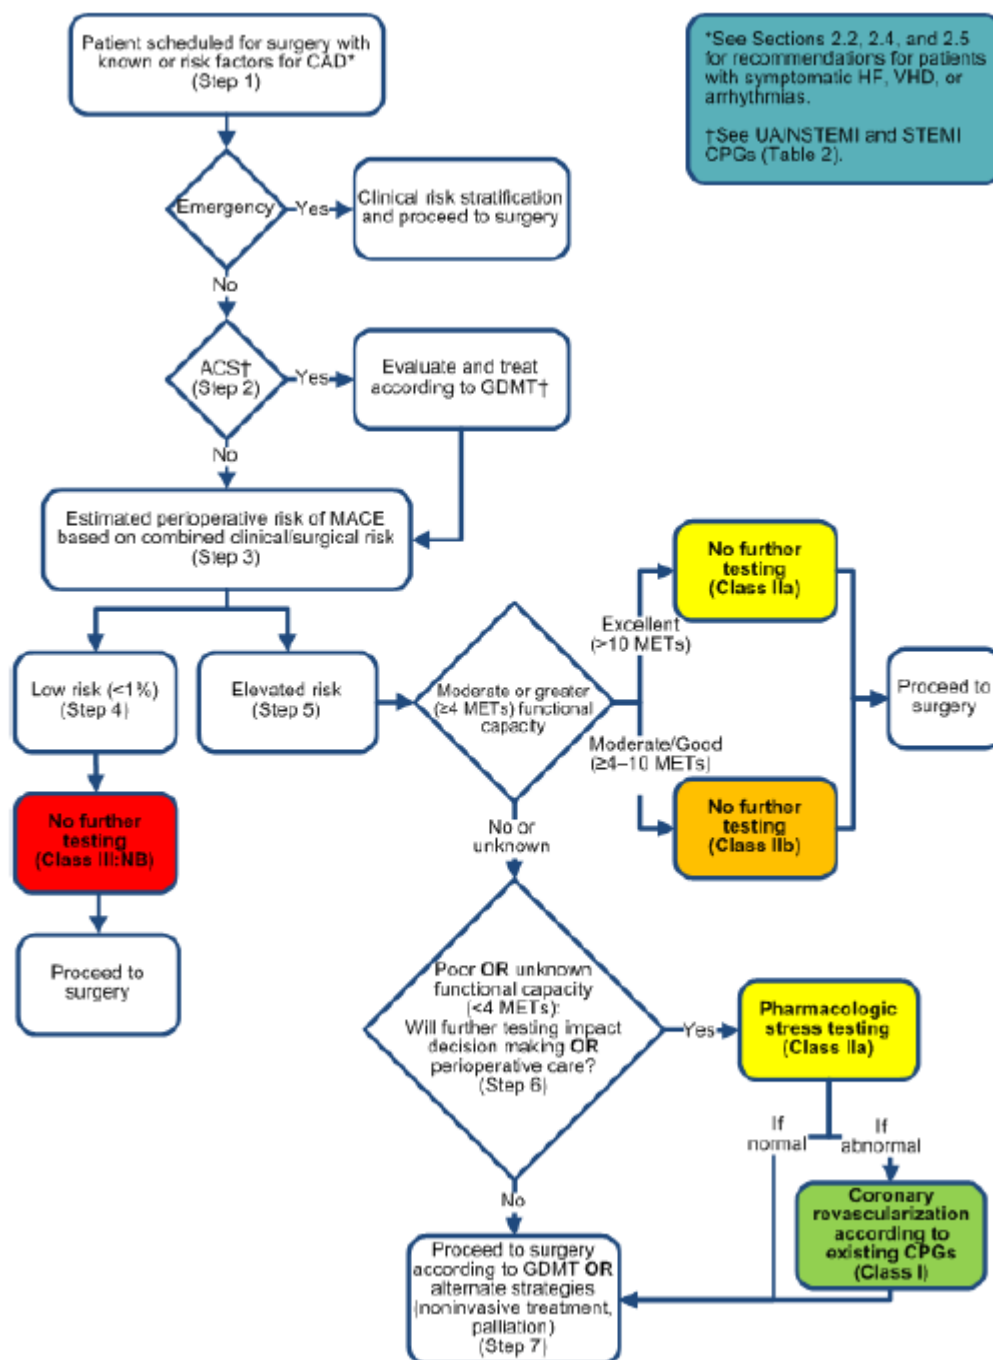 Patient scheduled for surgery with
known or risk factors for CAD*
(Step 1)
*See Sections 2.2, 2.4, and 2.5
for recommendations for patients
with symptomatic HF, VHD, or
arrhythmias.
†See UA/NSTEMI and STEMI
CPGs (Table 2).
Emergency
Yes
Clinical risk stratification
and proceed to surgery
No
ACS†
(Step 2)
Yes
Evaluate and treat
according to GDMT†
No
Estimated perioperative risk of MACE
based on combined clinical/surgical risk
(Step 3)
No further
testing
(Class IIa)
Excellent
(>10 METs)
Low risk (<1%)
(Step 4)
Elevated risk
(Step 5)
Moderate or greater
(≥4 METs) functional
capacity
Proceed to
surgery
Moderate/Good
(≥4–10 METs)
No further
testing
(Class III:NB)
No further
testing
(Class IIb)
No or
unknown
Proceed to
surgery
Poor OR unknown
functional capacity
(<4 METs):
Will further testing impact
decision making OR
perioperative care?
(Step 6)
Yes
Pharmacologic
stress testing
(Class IIa)
If
normal
If
abnormal
No
Coronary
revascularization
according to
existing CPGs
(Class I)
Proceed to surgery
according to GDMT OR
alternate strategies
(noninvasive treatment,
palliation)
(Step 7)